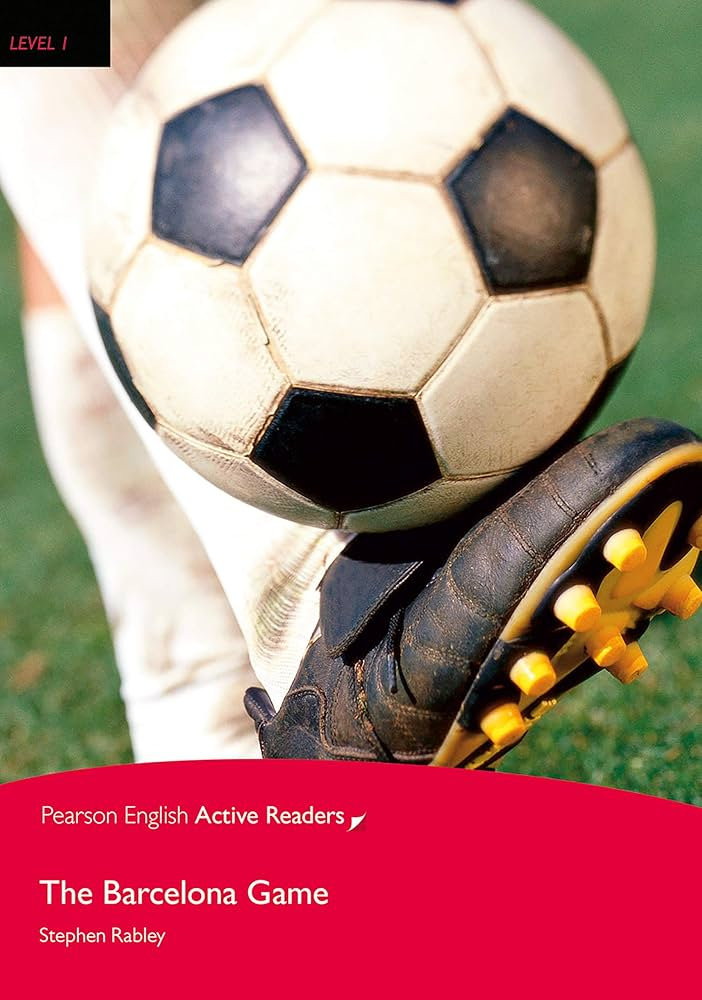 LEVEL 1
Pearson English Active Readers
The Barcelona Game
Stephen Rabley